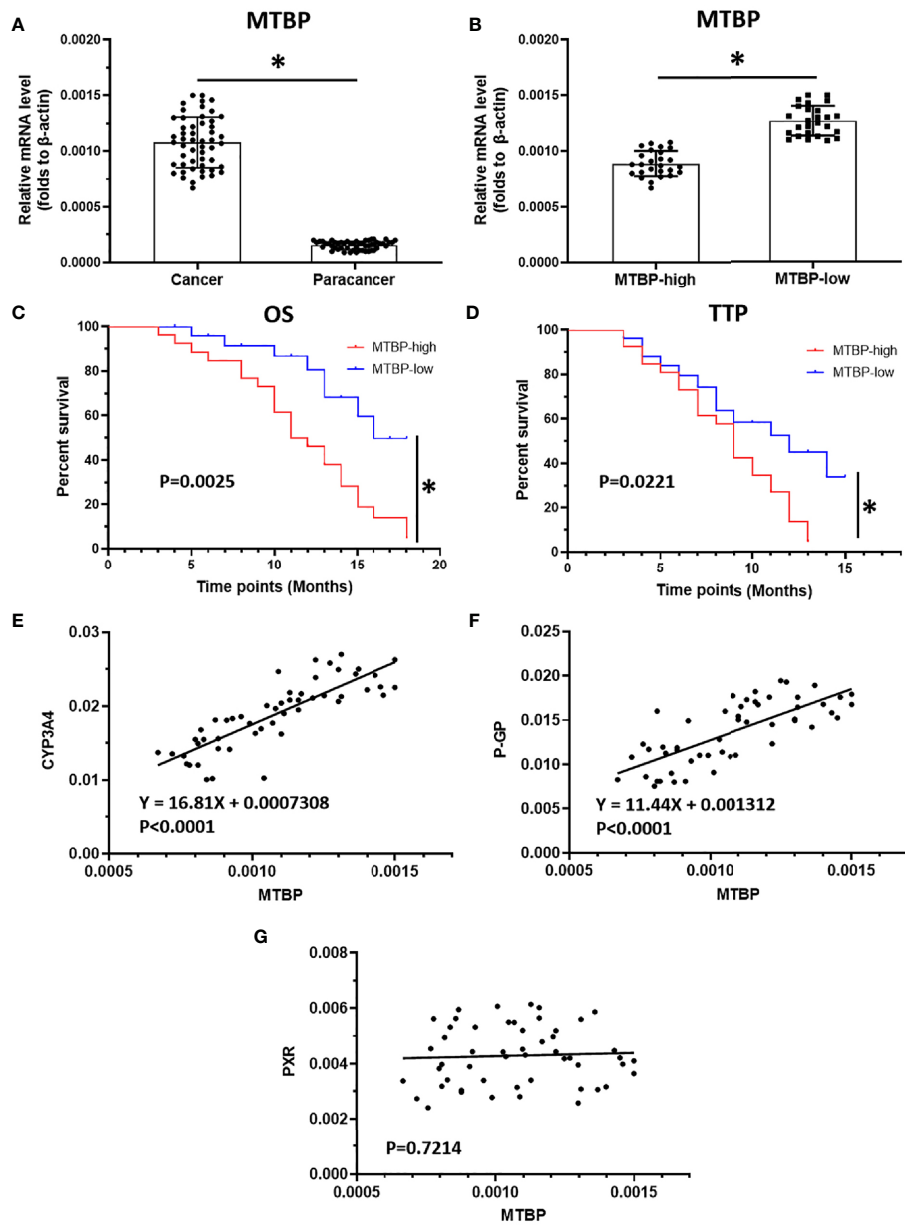 A
MTBP
Relative mRNA level
(folds to β-actin)
0.0020
0.0015
0.0010
0.0005
0.0000
*
Cancer
Paracancer
B
MTBP
Relative mRNA level
(folds to β-actin)
0.0020
0.0015
0.0010
0.0005
0.0000
*
MTBP-high
MTBP-low
C
OS
Percent survival
100
80
60
40
20
0
MTBP-high
MTBP-low
P=0.0025
*
0
5
10
15
20
Time points (Months)
D
TTP
Percent survival
100
80
60
40
20
0
MTBP-high
MTBP-low
P=0.0221
*
0
5
10
15
Time points (Months)
E
CYP3A4
0.03
0.02
0.01
0.00
Y = 16.81X + 0.0007308
P<0.0001
0.0005
0.0010
0.0015
MTBP
F
P-GP
0.025
0.020
0.015
0.010
0.005
0.000
Y = 11.44X + 0.001312
P<0.0001
0.0005
0.0010
0.0015
MTBP
G
PXR
0.008
0.006
0.004
0.002
0.000
P=0.7214
0.0005
0.0010
0.0015
MTBP